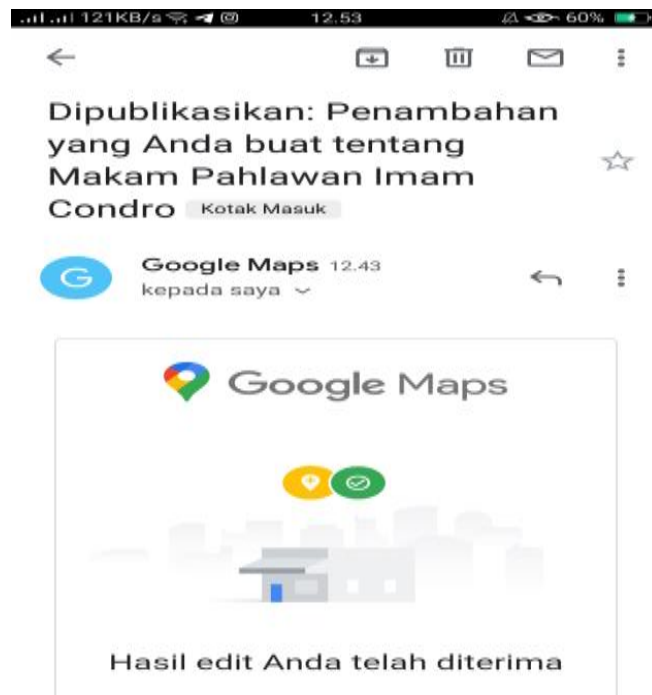 121KB/s 12.53 60%
Dipublikasikan: Penambahan
yang Anda buat tentang
Makam Pahlawan Imam
Condro Kotak Masuk
G Google Maps 12.43
kepada saya
Google Maps
Hasil edit Anda telah diterima